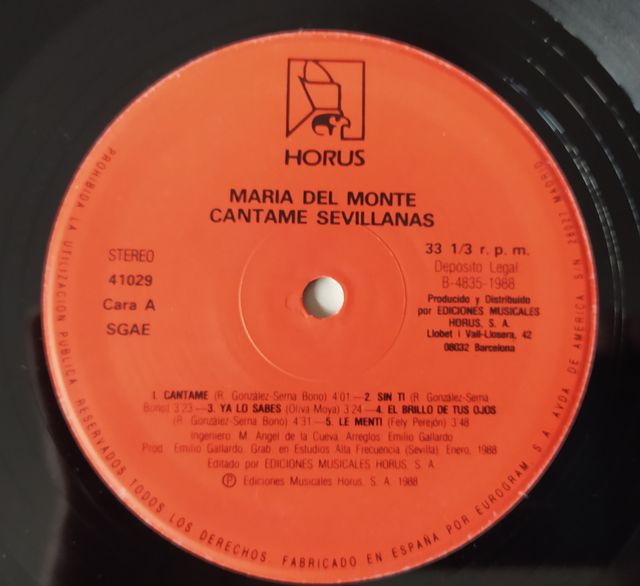 HORUS
MARIA DEL MONTE
CANTAME SEVILLANAS
STEREO
41029
Cara A
SGAE
33 1/3 r. p. m.
Depósito Legal
B-4835-1988
Producido y Distribuido
por EDICIONES MUSICALES
HORUS, S. A.
Llobet i Vall-Llosera, 42
08032 Barcelona
1. CANTAME (R. González-Serna Bono) 4'01 — 2. SIN TI (R. González-Serna
Bono) 3'23 — 3. YA LO SABES (Oliva Moya) 3'24 — 4. EL BRILLO DE TUS OJOS
(R. González-Serna Bono) 4'31 — 5. LE MENTI (Fely Perejón) 3'48
Ingeniero: M. Angel de la Cueva. Arreglos: Emilio Gallardo
Prod.: Emilio Gallardo. Grab. en Estudios Alta Frecuencia (Sevilla) Enero, 1988
Editado por EDICIONES MUSICALES HORUS, S. A.
Ⓟ Ediciones Musicales Horus, S. A. 1988
PROHIBIDA LA UTILIZACION PUBLICA RESERVADOS TODOS LOS DERECHOS. FABRICADO EN ESPAÑA POR EUROGRAM, S. A. AVDA DE AMERICA S/N 28027 MADRID